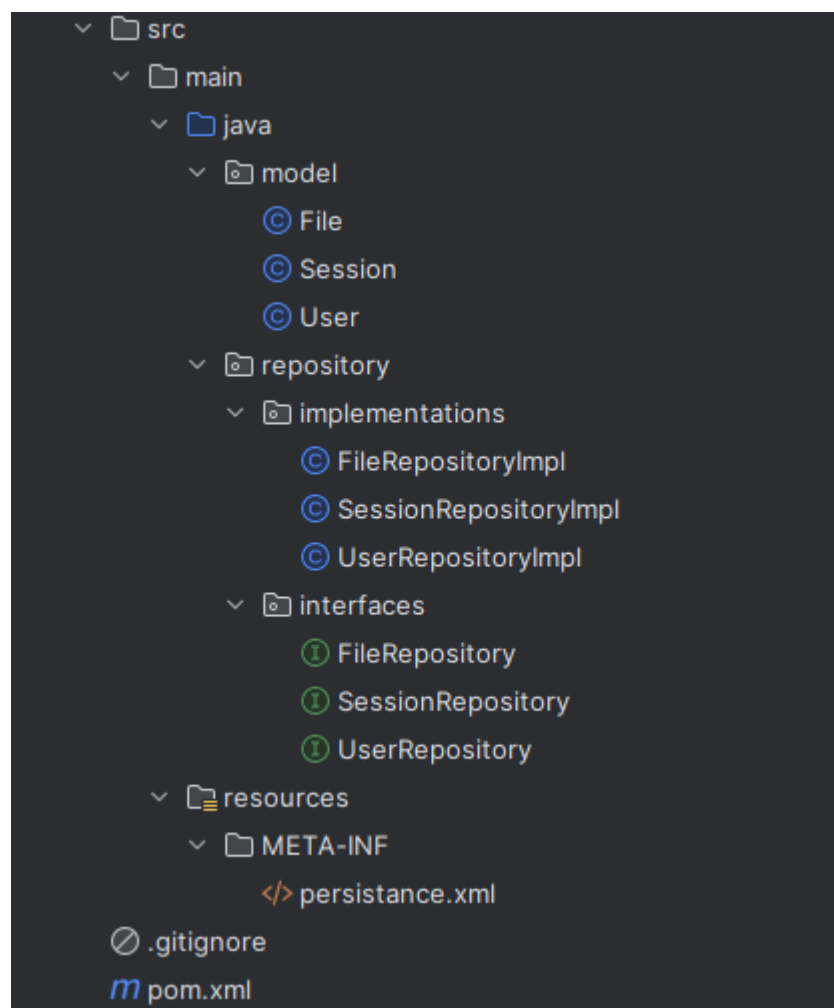 src
main
java
model
File
Session
User
repository
implementations
FileRepositoryImpl
SessionRepositoryImpl
UserRepositoryImpl
interfaces
FileRepository
SessionRepository
UserRepository
resources
META-INF
persistance.xml
.gitignore
pom.xml